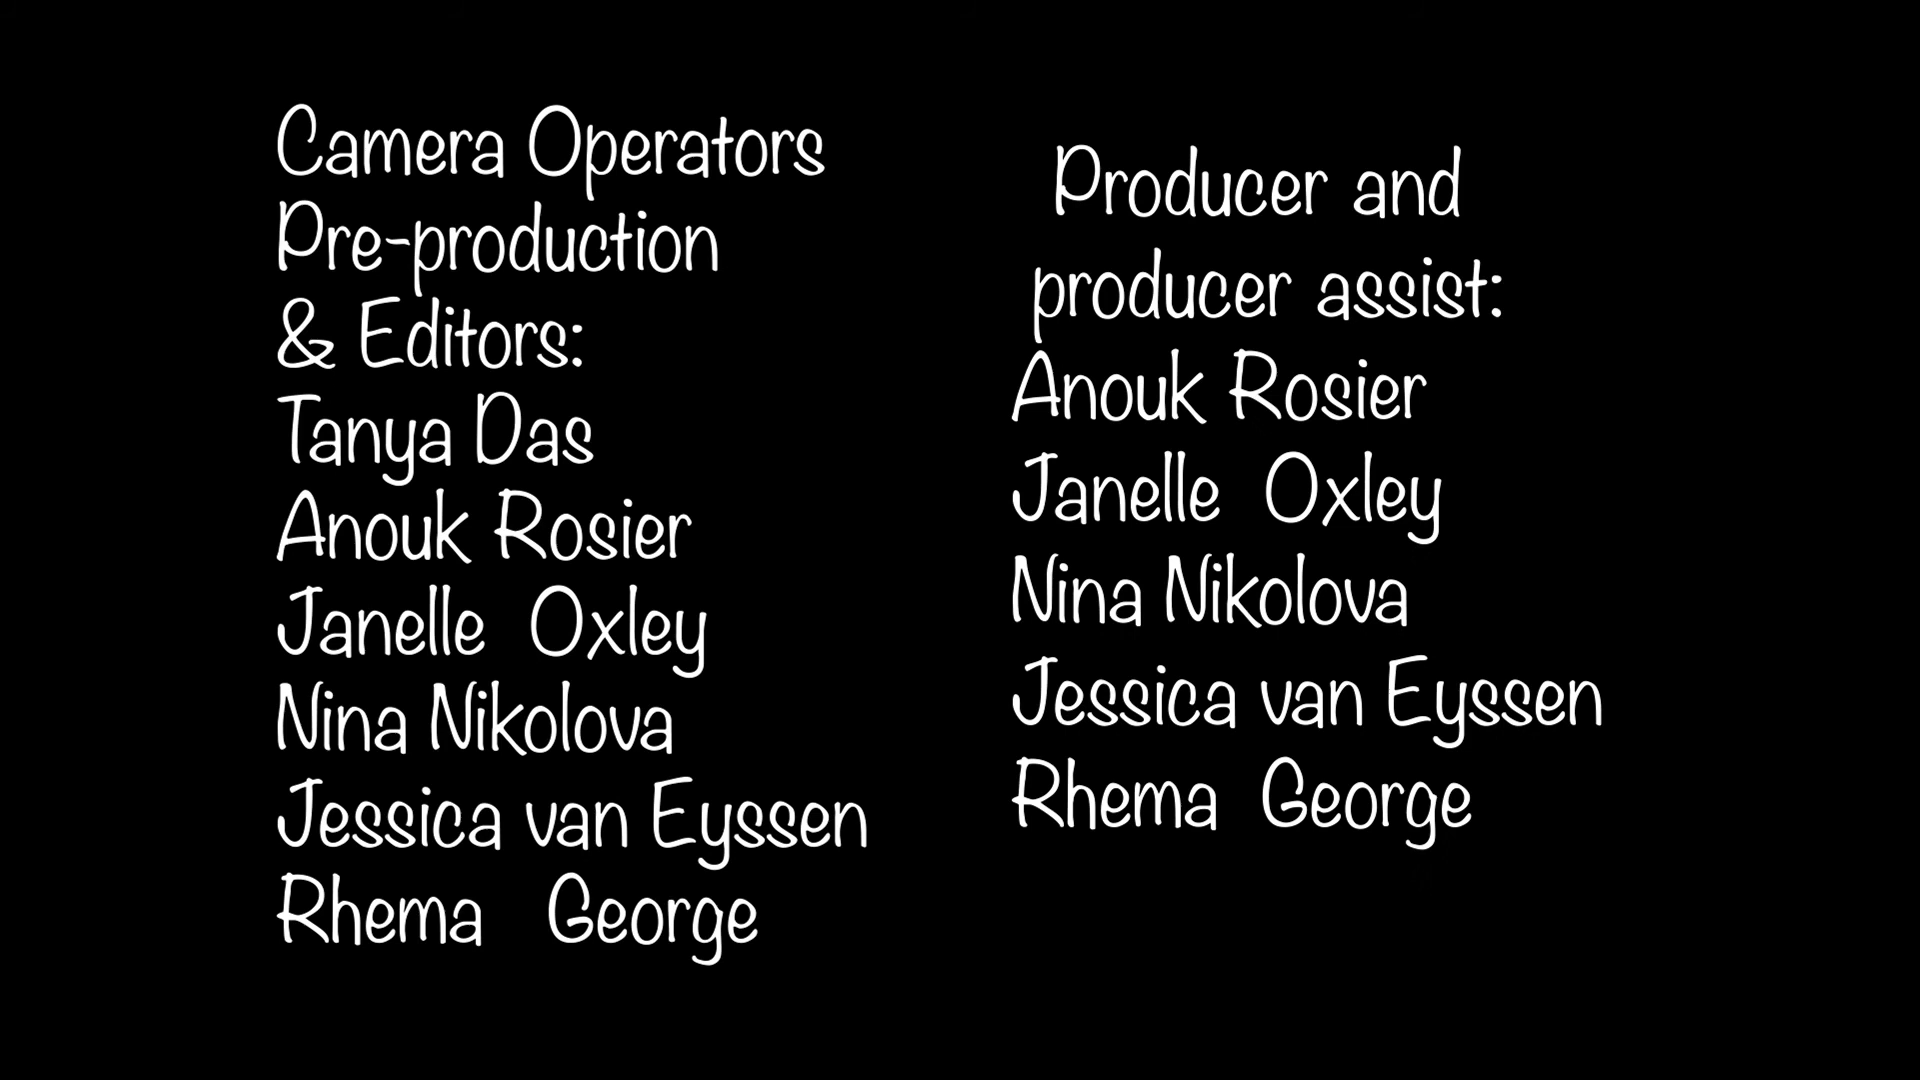 Camera Operators
Pre-production
& Editors:
Tanya Das
Anouk Rosier
Janelle Oxley
Nina Nikolova
Jessica van Eyssen
Rhema George
Producer and
producer assist:
Anouk Rosier
Janelle Oxley
Nina Nikolova
Jessica van Eyssen
Rhema George